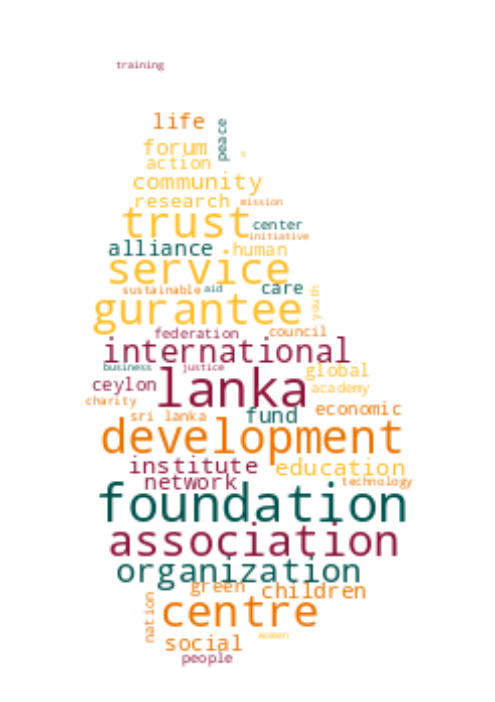 training
life
peace
forum
action
community
research mission
trust center
initiative
alliance human
service
sustainable aid care
youth
gurantee
federation council
international
business justice global
ceylon lanka academy
charity
sri lanka fund economic
development
institute education
network technology
foundation
association
organization
green children
nation
centre
social women
people